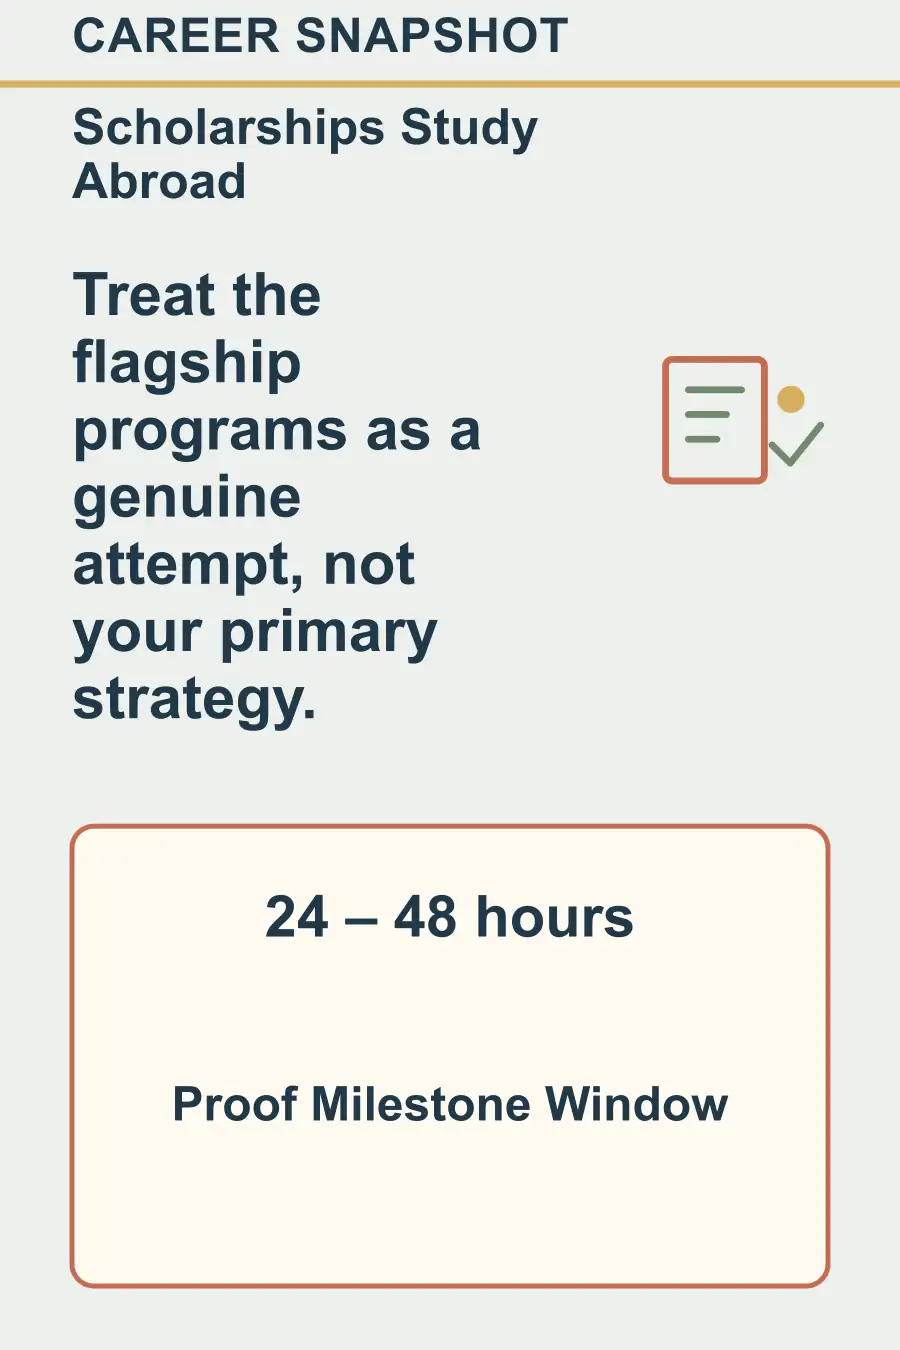 CAREER SNAPSHOT
Scholarships Study
Abroad
Treat the
flagship
programs as a
genuine
attempt, not
your primary
strategy.
24 – 48 hours
Proof Milestone Window